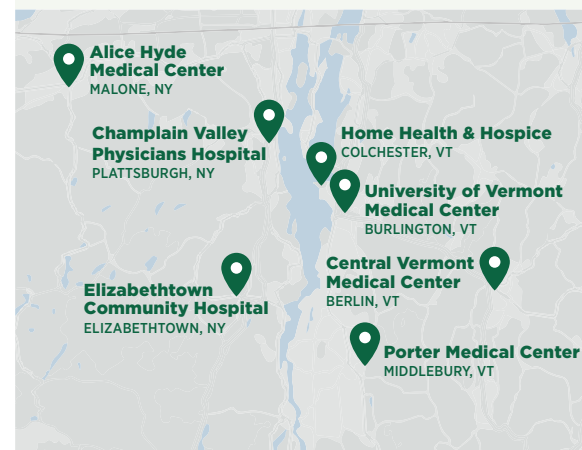 Alice Hyde
Medical Center
MALONE, NY
Champlain Valley
Physicians Hospital
PLATTSBURGH, NY
Home Health & Hospice
COLCHESTER, VT
University of Vermont
Medical Center
BURLINGTON, VT
Central Vermont
Medical Center
BERLIN, VT
Elizabethtown
Community Hospital
ELIZABETHTOWN, NY
Porter Medical Center
MIDDLEBURY, VT